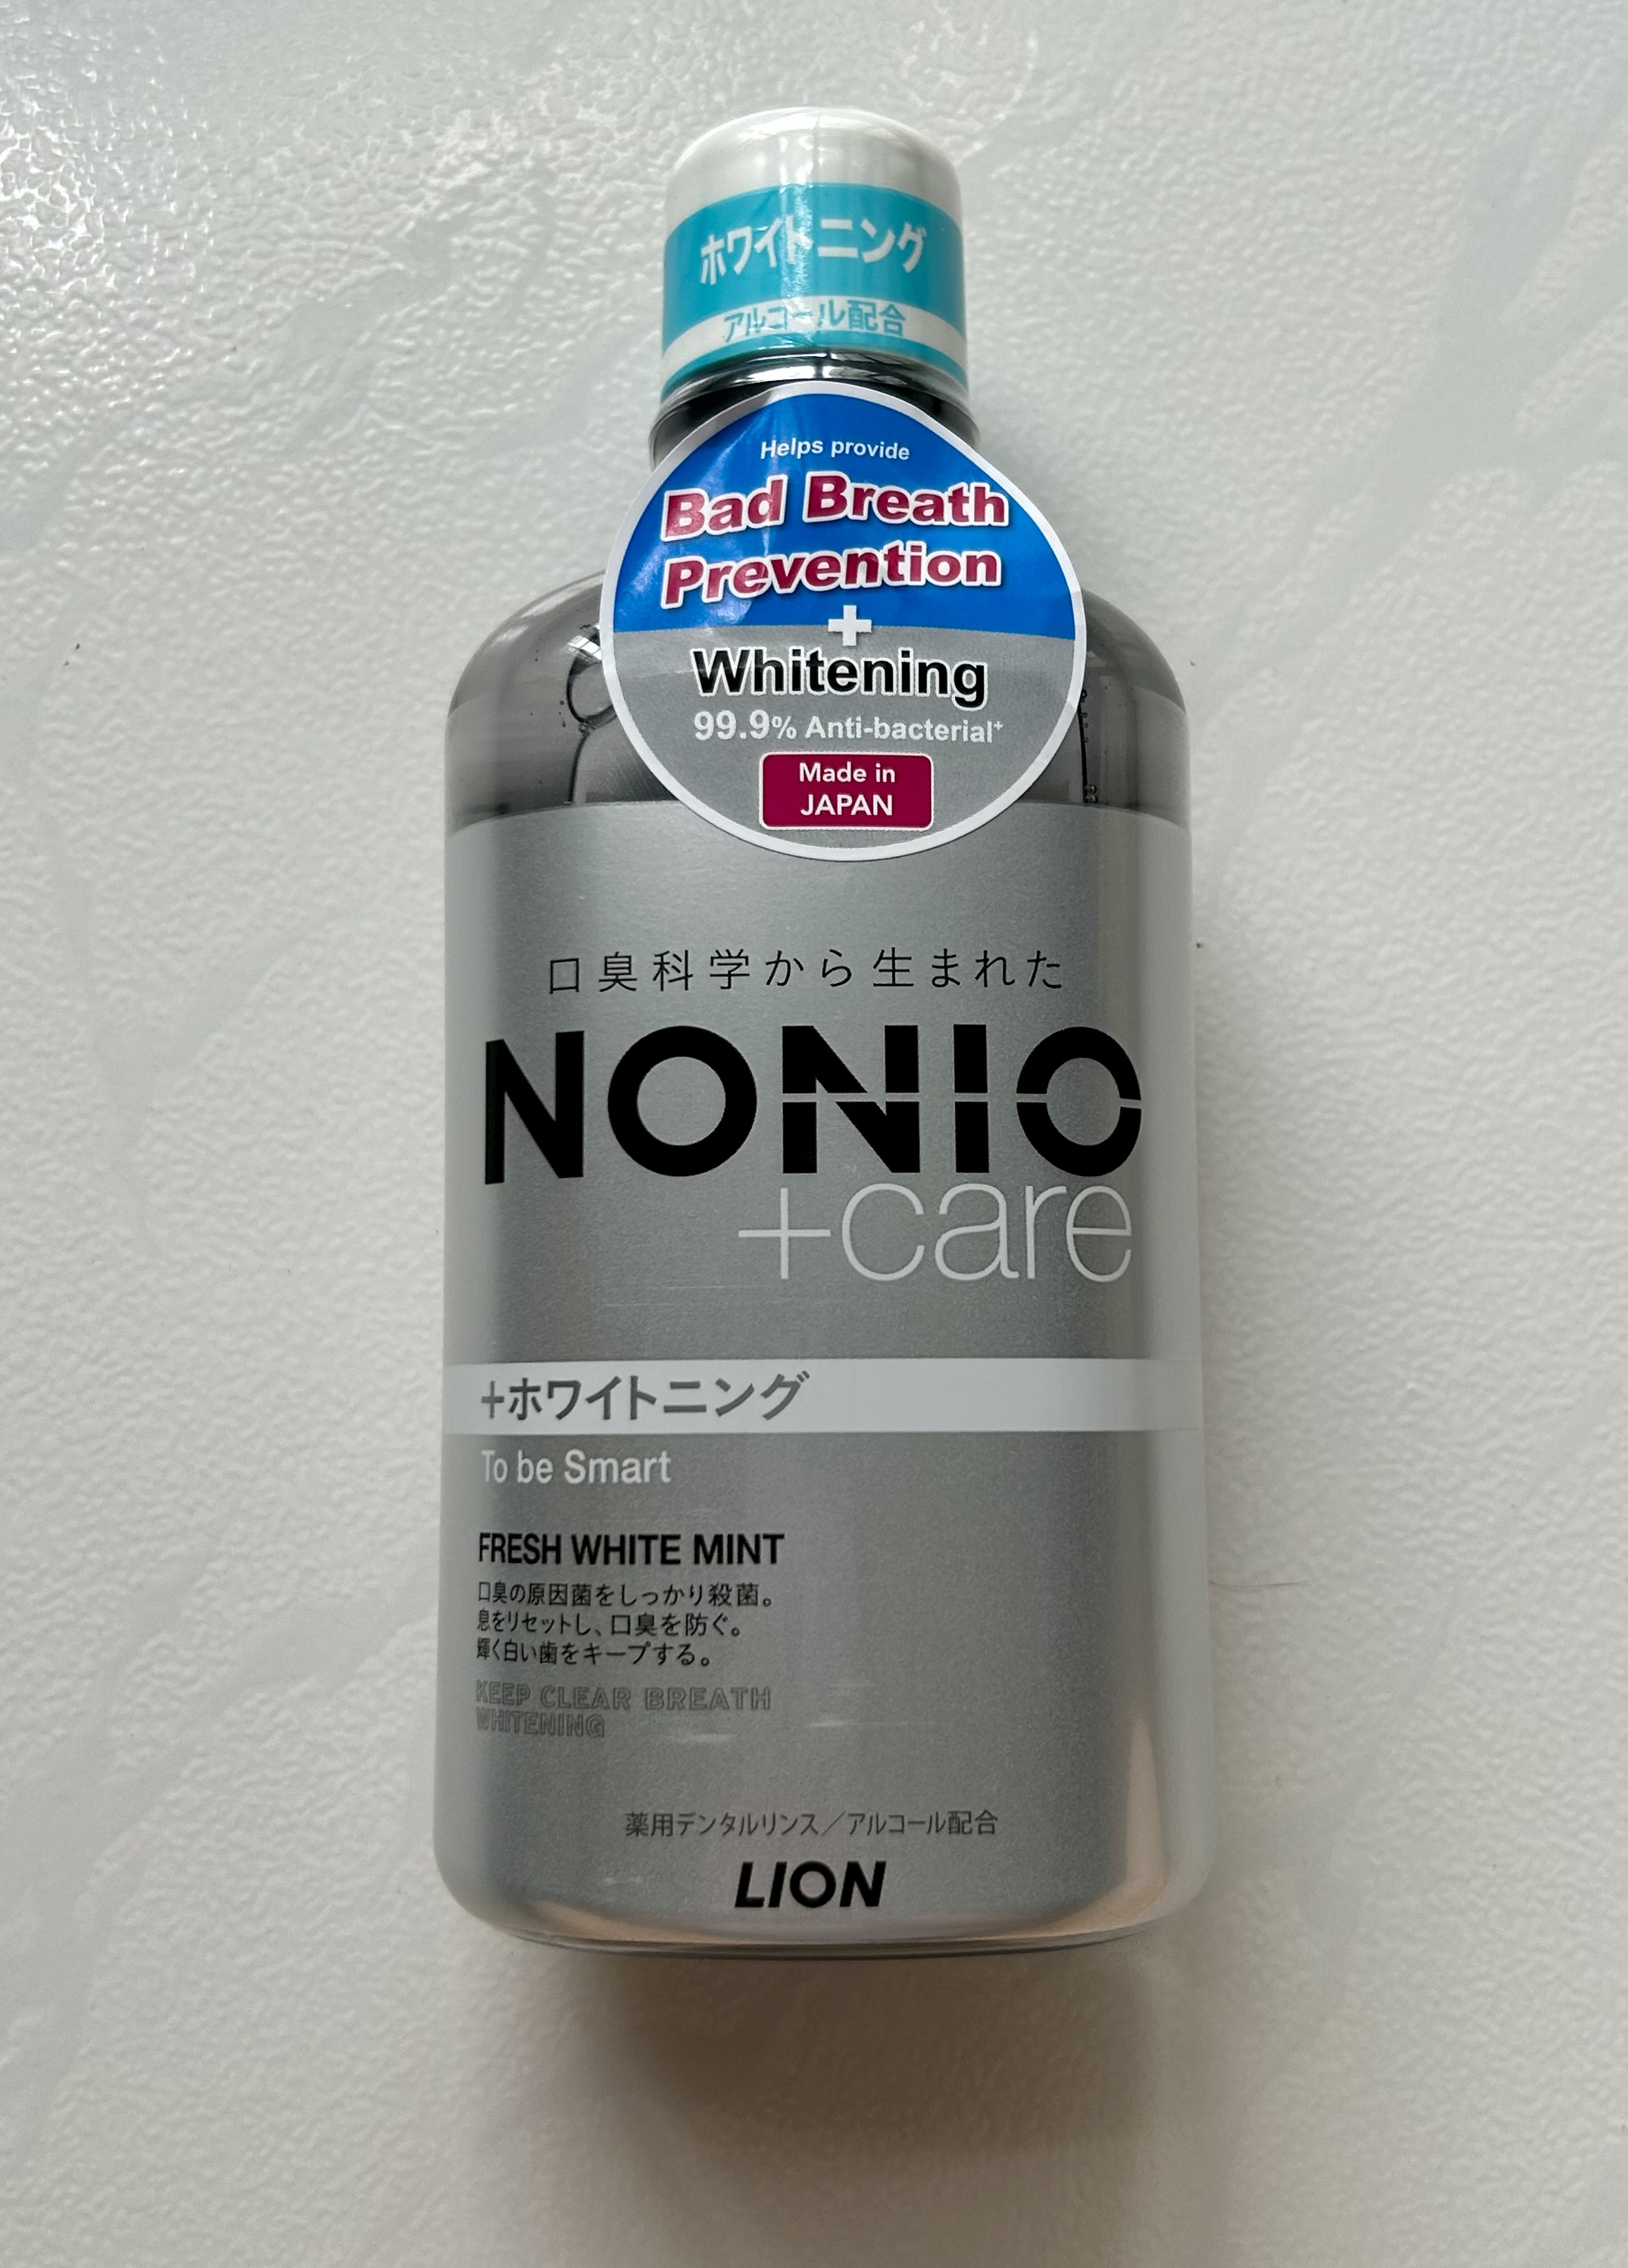 ホワイトニング
アルコール配合
Helps provide
Bad Breath
Prevention
+
Whitening
99.9% Anti-bacterial+
Made in
JAPAN
口臭科学から生まれた
NONIO
+care
+ホワイトニング
To be Smart
FRESH WHITE MINT
口臭の原因菌をしっかり殺菌。
息をリセットし、口臭を防ぐ。
輝く白い歯をキープする。
KEEP CLEAR BREATH
WHITENING
薬用デンタルリンス/アルコール配合
LION